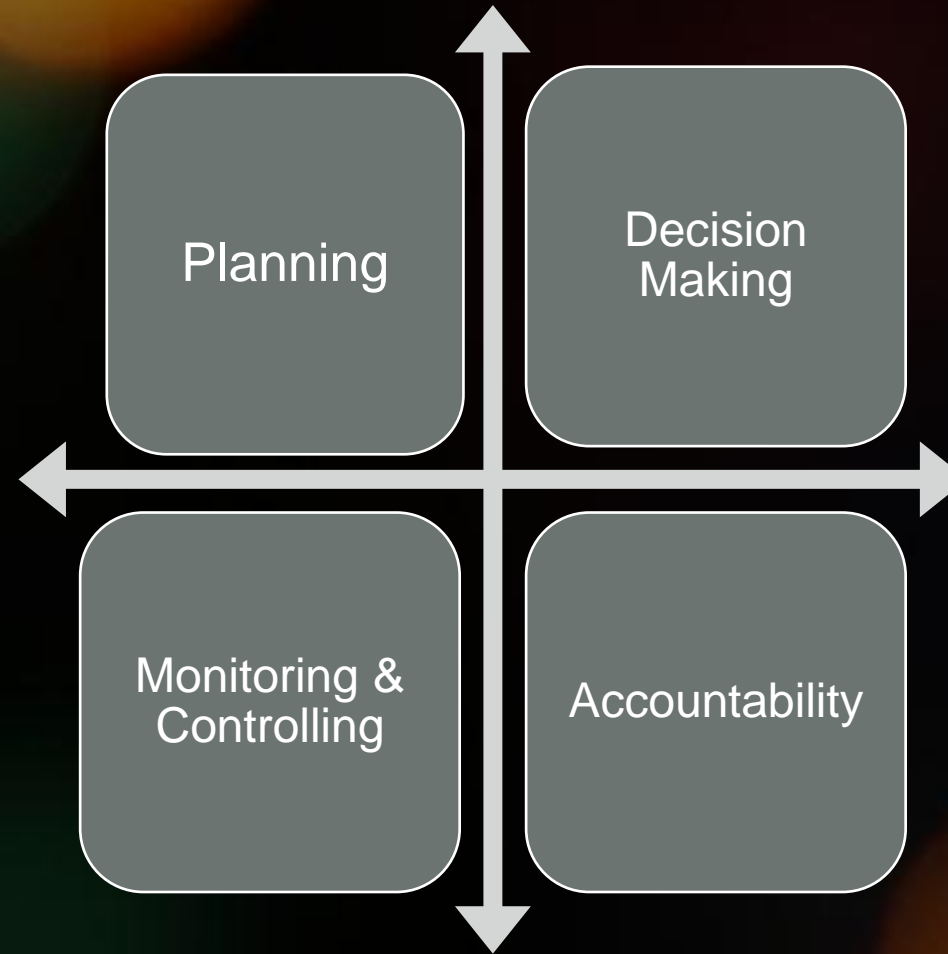 Planning
Decision
Making
Monitoring &
Controlling
Accountability